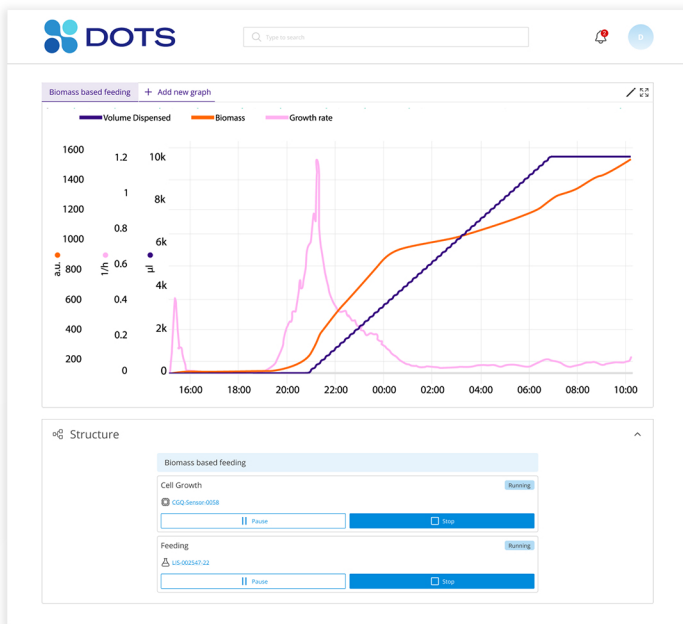 DOTS
Type to search
2
D
Biomass based feeding + Add new graph
Volume Dispensed Biomass Growth rate
1600 1.2 10k
1400 1 8k
1200 0.8 6k
1000 0.6 4k
800 0.4 2k
600 0.2 0
400 0
200
a.u. 1/h µl
16:00 18:00 20:00 22:00 00:00 02:00 04:00 06:00 08:00 10:00
Structure
Biomass based feeding
Cell Growth Running
CGQ-Sensor-0058
Pause Stop
Feeding Running
LIS-002547-22
Pause Stop